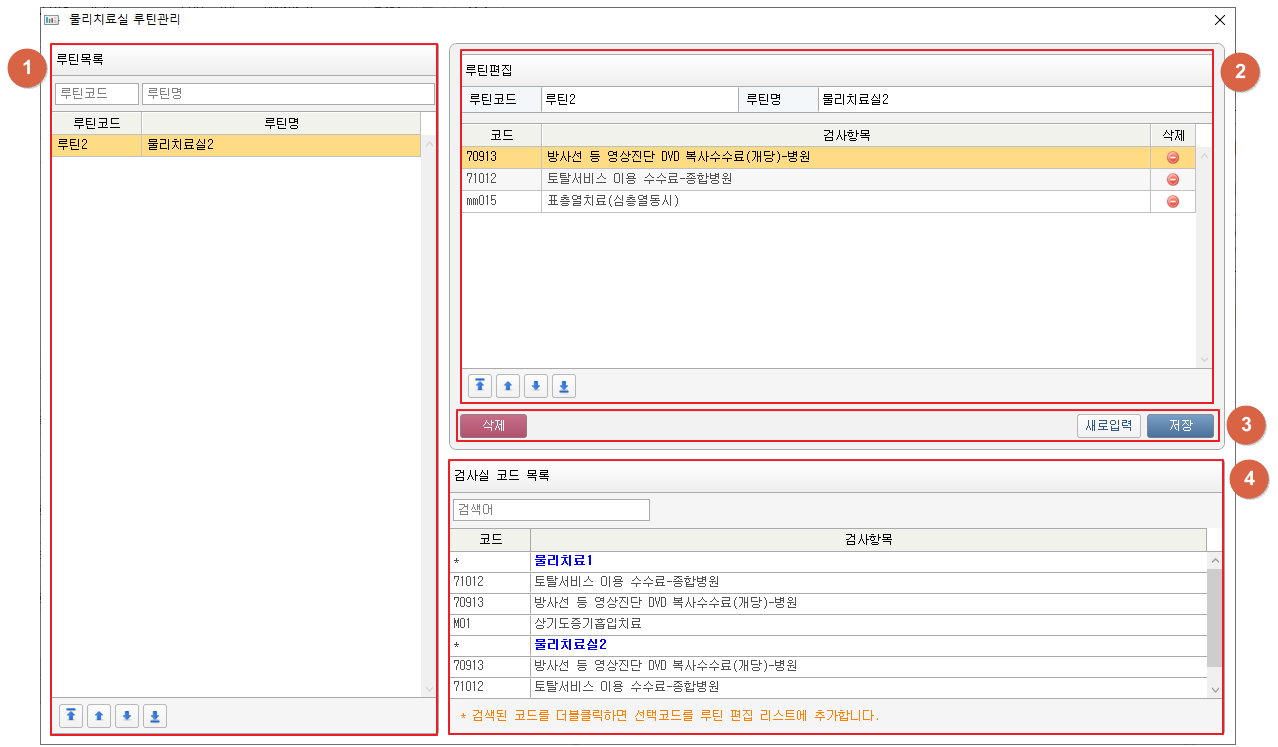 물리치료실 루틴관리
1
루틴목록
루틴코드 루틴명
루틴코드 루틴명
루틴2 물리치료실2
2
루틴편집
루틴코드 루틴2 루틴명 물리치료실2
코드 검사항목 삭제
70913 방사선 등 영상진단 DVD 복사수수료(개당)-병원
71012 토탈서비스 이용 수수료-종합병원
mm015 표층열치료(심층열동시)
삭제 새로입력 저장
3
4
검사실 코드 목록
검색어
코드 검사항목
* 물리치료1
71012 토탈서비스 이용 수수료-종합병원
70913 방사선 등 영상진단 DVD 복사수수료(개당)-병원
M01 상기도증기흡입치료
* 물리치료실2
70913 방사선 등 영상진단 DVD 복사수수료(개당)-병원
71012 토탈서비스 이용 수수료-종합병원
* 검색된 코드를 더블클릭하면 선택코드를 루틴 편집 리스트에 추가합니다.